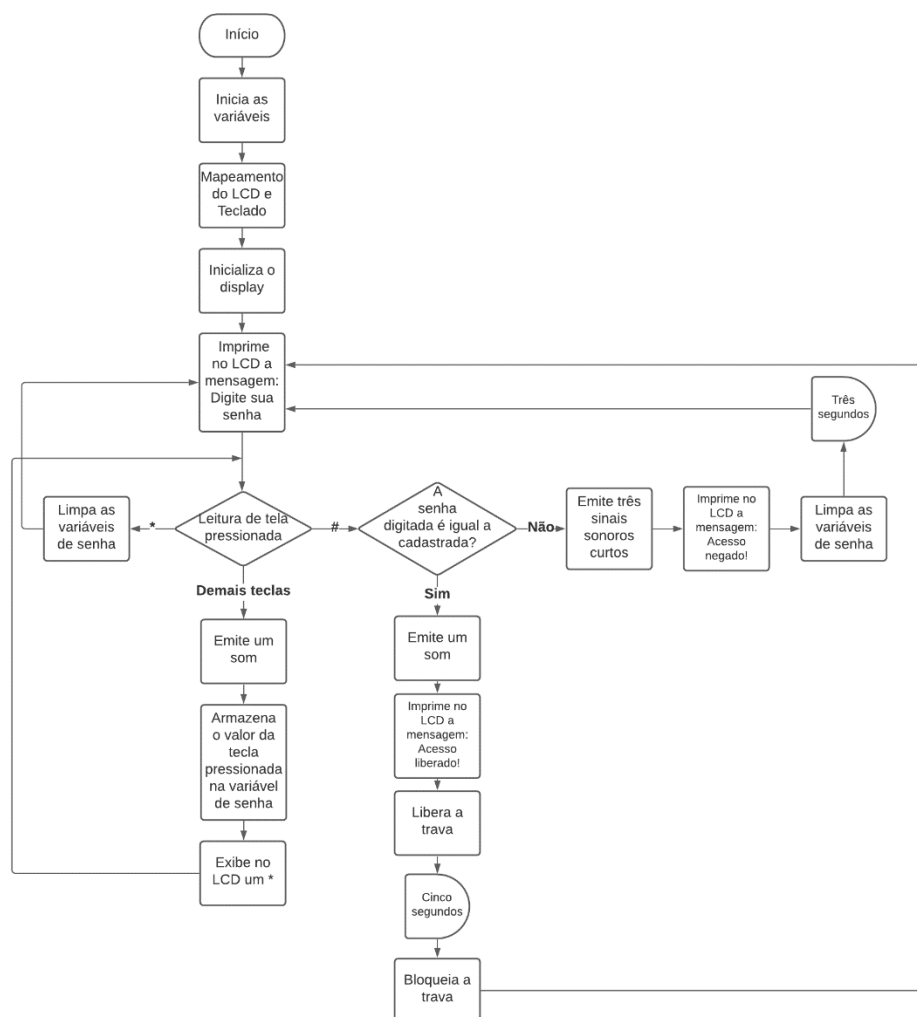 Início
Inicia as
variáveis
Mapeamento
do LCD e
Teclado
Inicializa o
display
Imprime
no LCD a
mensagem:
Digite sua
senha
Três
segundos
Limpa as
variáveis
de senha
*
Leitura de tela
pressionada
#
A
senha
digitada é igual a
cadastrada?
Não
Emite três
sinais
sonoros
curtos
Imprime no
LCD a
mensagem:
Acesso
negado!
Limpa as
variáveis
de senha
Demais teclas
Sim
Emite um
som
Armazena
o valor da
tecla
pressionada
na variável
de senha
Exibe no
LCD um *
Emite um
som
Imprime no
LCD a
mensagem:
Acesso
liberado!
Libera a
trava
Cinco
segundos
Bloqueia a
trava